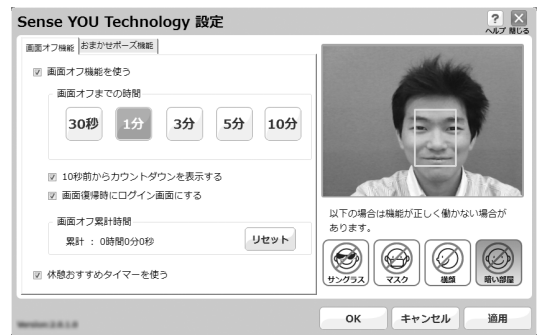 Sense YOU Technology 設定
ヘルプ 閉じる
画面オフ機能 おまかせポーズ機能
画面オフ機能を使う
画面オフまでの時間
30秒 1分 3分 5分 10分
10秒前からカウントダウンを表示する
画面復帰時にログイン画面にする
画面オフ累計時間
累計 : 0時間0分0秒 リセット
休憩おすすめタイマーを使う
以下の場合は機能が正しく働かない場合が
あります。
サングラス マスク 横顔 暗い部屋
OK キャンセル 適用